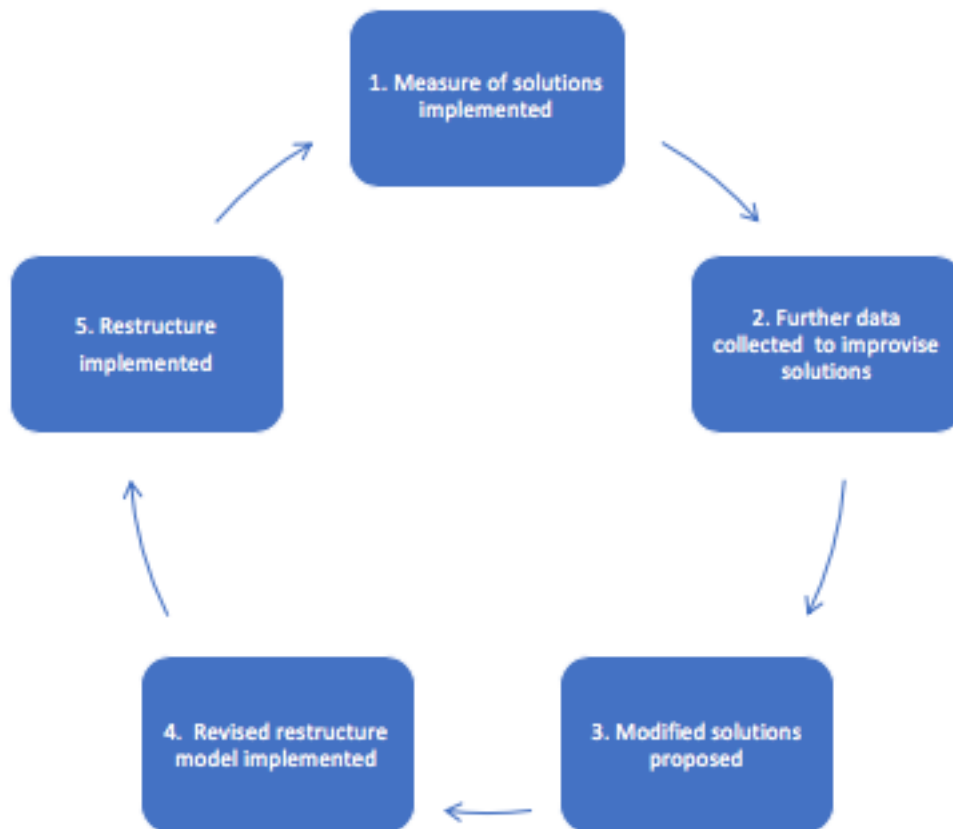 1. Measure of solutions
implemented
2. Further data
collected  to improvise
solutions
3. Modified solutions
proposed
4.  Revised restructure
model implemented
5. Restructure
implemented